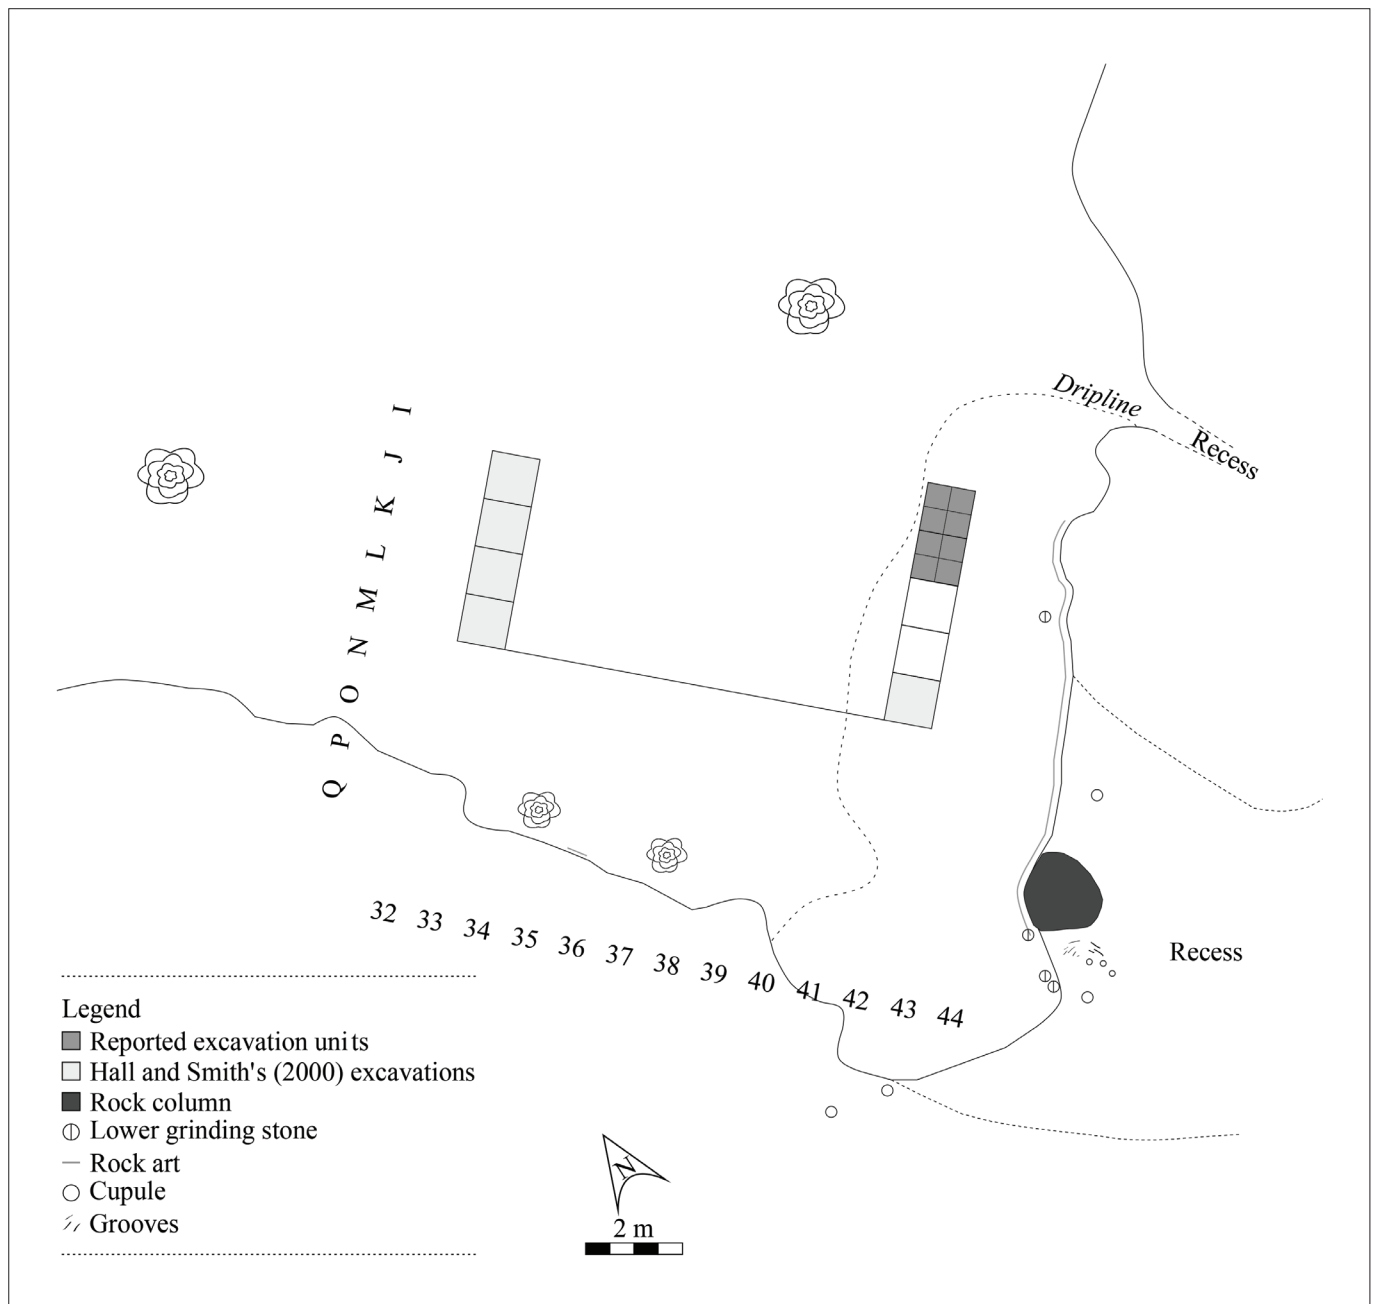 Dripline
Recess
I
J
K
L
M
N
O
P
Q
32 33 34 35 36 37 38 39 40 41 42 43 44
Recess
Legend
Reported excavation units
Hall and Smith's (2000) excavations
Rock column
Lower grinding stone
Rock art
Cupule
Grooves
N
2 m